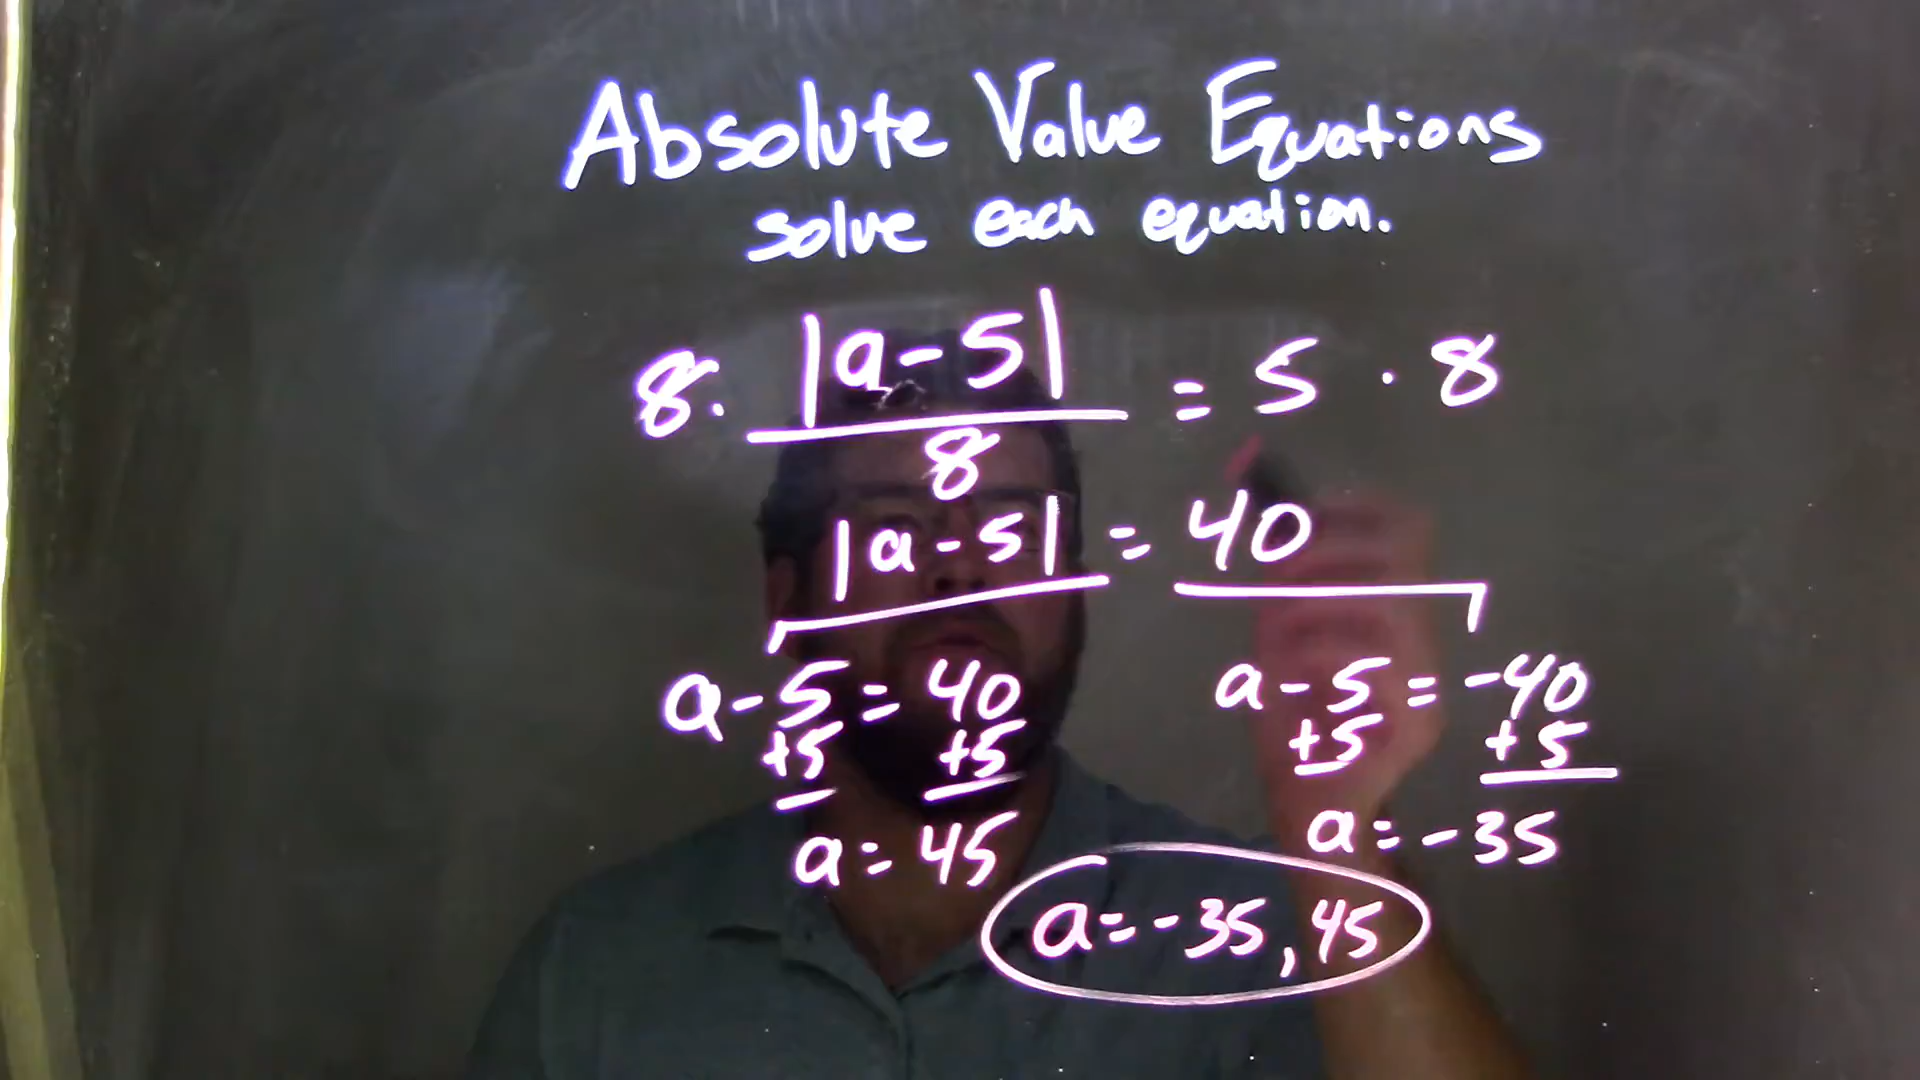 Absolute Value Equations
solve each equation.
8 · |a-5| / 8 = 5 · 8
|a-5| = 40
a-5=40 a-5=-40
+5 +5 +5 +5
a=45 a=-35
a=-35, 45